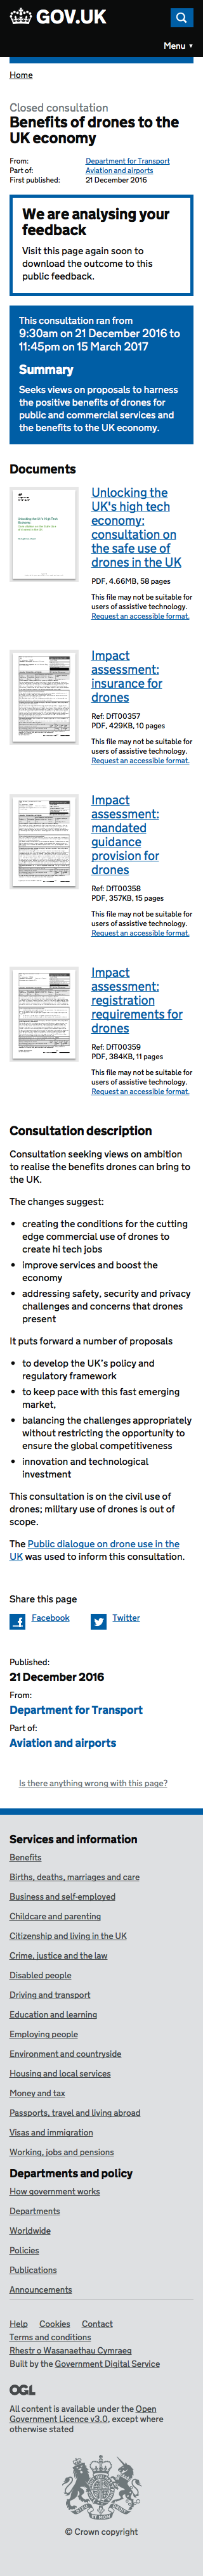 GOV.UK
Menu ▼
Home
Closed consultation
Benefits of drones to the
UK economy
From: Department for Transport
Part of: Aviation and airports
First published: 21 December 2016
We are analysing your
feedback
Visit this page again soon to
download the outcome to this
public feedback.
This consultation ran from
9:30am on 21 December 2016 to
11:45pm on 15 March 2017
Summary
Seeks views on proposals to harness
the positive benefits of drones for
public and commercial services and
the benefits to the UK economy.
Documents
Unlocking the
UK's high tech
economy:
consultation on
the safe use of
drones in the UK
PDF, 4.66MB, 58 pages
This file may not be suitable for
users of assistive technology.
Request an accessible format.
Impact
assessment:
insurance for
drones
Ref: DfT00357
PDF, 429KB, 10 pages
This file may not be suitable for
users of assistive technology.
Request an accessible format.
Impact
assessment:
mandated
guidance
provision for
drones
Ref: DfT00358
PDF, 357KB, 15 pages
This file may not be suitable for
users of assistive technology.
Request an accessible format.
Impact
assessment:
registration
requirements for
drones
Ref: DfT00359
PDF, 384KB, 11 pages
This file may not be suitable for
users of assistive technology.
Request an accessible format.
Consultation description
Consultation seeking views on ambition
to realise the benefits drones can bring to
the UK.
The changes suggest:
• creating the conditions for the cutting
edge commercial use of drones to
create hi tech jobs
• improve services and boost the
economy
• addressing safety, security and privacy
challenges and concerns that drones
present
It puts forward a number of proposals
• to develop the UK's policy and
regulatory framework
• to keep pace with this fast emerging
market,
• balancing the challenges appropriately
without restricting the opportunity to
ensure the global competitiveness
• innovation and technological
investment
This consultation is on the civil use of
drones; military use of drones is out of
scope.
The Public dialogue on drone use in the
UK was used to inform this consultation.
Share this page
Facebook Twitter
Published:
21 December 2016
From:
Department for Transport
Part of:
Aviation and airports
Is there anything wrong with this page?
Services and information
Benefits
Births, deaths, marriages and care
Business and self-employed
Childcare and parenting
Citizenship and living in the UK
Crime, justice and the law
Disabled people
Driving and transport
Education and learning
Employing people
Environment and countryside
Housing and local services
Money and tax
Passports, travel and living abroad
Visas and immigration
Working, jobs and pensions
Departments and policy
How government works
Departments
Worldwide
Policies
Publications
Announcements
Help Cookies Contact
Terms and conditions
Rhestr o Wasanaethau Cymraeg
Built by the Government Digital Service
OGL
All content is available under the Open
Government Licence v3.0, except where
otherwise stated
© Crown copyright